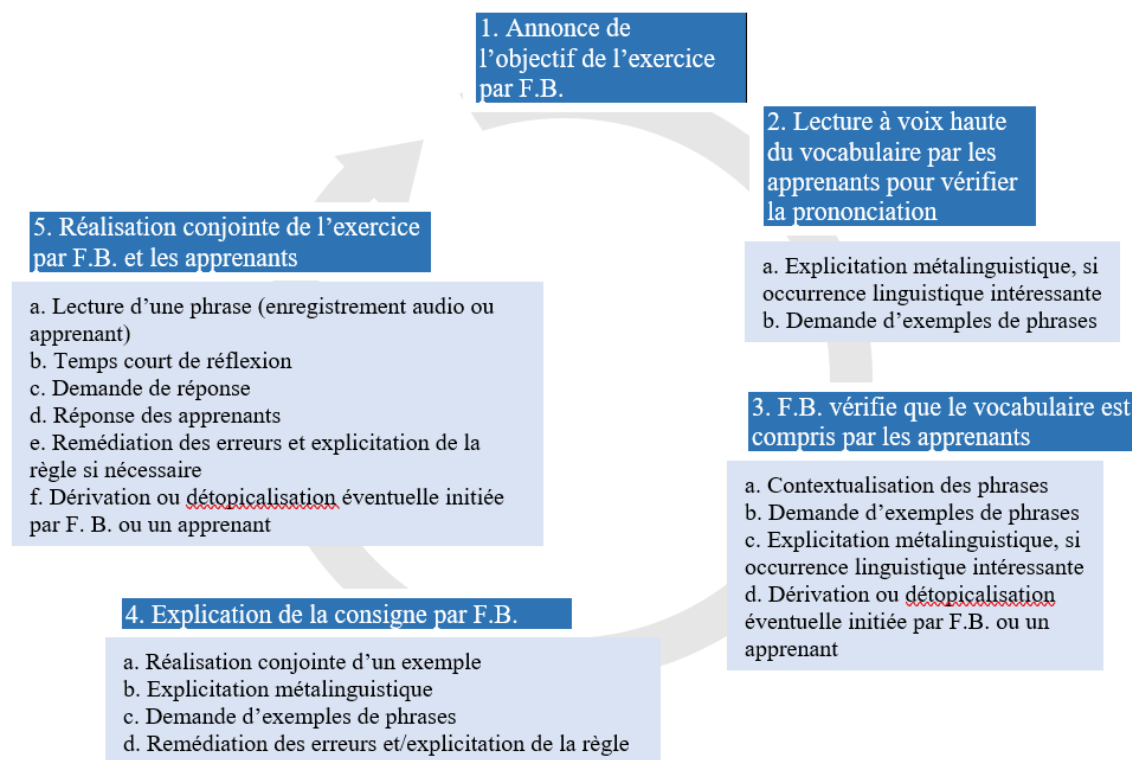 1. Annonce de
l’objectif de l’exercice
par F.B.
2. Lecture à voix haute
du vocabulaire par les
apprenants pour vérifier
la prononciation
a. Explicitation métalinguistique, si
occurrence linguistique intéressante
b. Demande d’exemples de phrases
3. F.B. vérifie que le vocabulaire est
compris par les apprenants
a. Contextualisation des phrases
b. Demande d’exemples de phrases
c. Explicitation métalinguistique, si
occurrence linguistique intéressante
d. Dérivation ou détopicalisation
éventuelle initiée par F.B. ou un
apprenant
4. Explication de la consigne par F.B.
a. Réalisation conjointe d’un exemple
b. Explicitation métalinguistique
c. Demande d’exemples de phrases
d. Remédiation des erreurs et/explicitation de la règle
5. Réalisation conjointe de l’exercice
par F.B. et les apprenants
a. Lecture d’une phrase (enregistrement audio ou
apprenant)
b. Temps court de réflexion
c. Demande de réponse
d. Réponse des apprenants
e. Remédiation des erreurs et explicitation de la
règle si nécessaire
f. Dérivation ou détopicalisation éventuelle initiée
par F. B. ou un apprenant